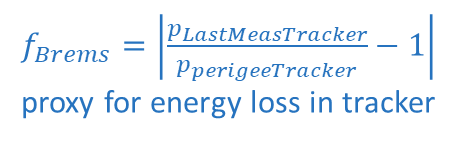 f_Brems = |p_LastMeasTracker / p_perigeeTracker − 1|
proxy for energy loss in tracker